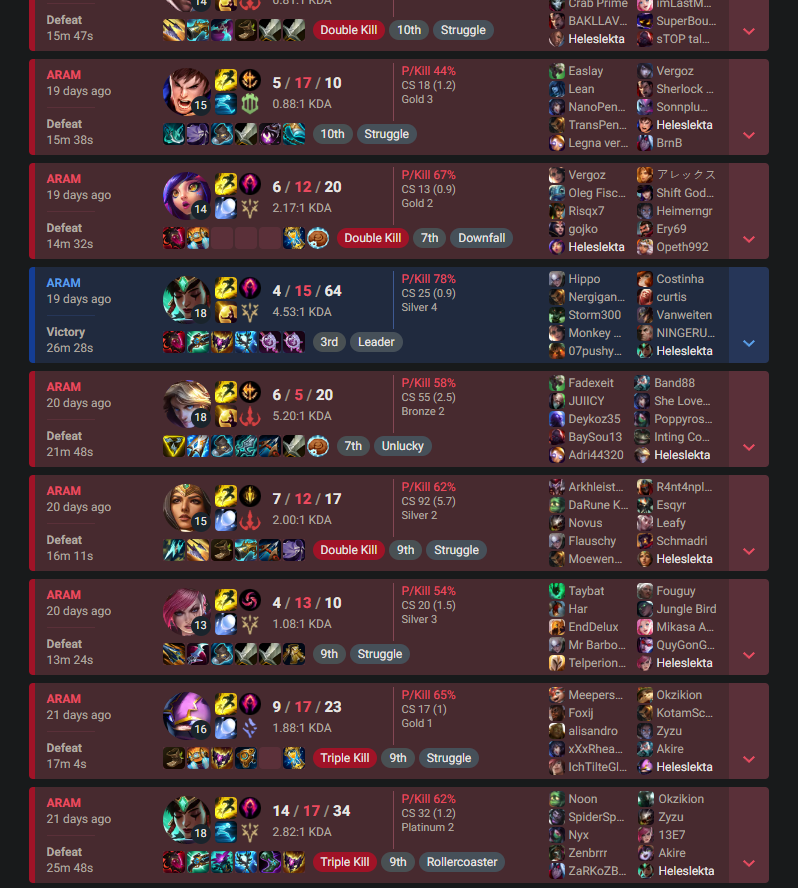 Defeat
15m 47s
14
0.81:1 KDA
Double Kill 10th Struggle
Crab Prime imLastM...
BAKLLAV... SuperBou...
Heleslekta sTOP tal...
ARAM
19 days ago
Defeat
15m 38s
15
5 / 17 / 10
0.88:1 KDA
10th Struggle
P/Kill 44%
CS 18 (1.2)
Gold 3
Easlay Vergoz
Lean Sherlock ...
NanoPen... Sonnplu...
TransPen... Heleslekta
Legna ver... BrnB
ARAM
19 days ago
Defeat
14m 32s
14
6 / 12 / 20
2.17:1 KDA
Double Kill 7th Downfall
P/Kill 67%
CS 13 (0.9)
Gold 2
Vergoz アレックス
Oleg Fisc... Shift God...
Risqx7 Heimerngr
gojko Ery69
Heleslekta Opeth992
ARAM
19 days ago
Victory
26m 28s
18
4 / 15 / 64
4.53:1 KDA
3rd Leader
P/Kill 78%
CS 25 (0.9)
Silver 4
Hippo Costinha
Nergigan... curtis
Storm300 Vanweiten
Monkey ... NINGERU...
07pushy... Heleslekta
ARAM
20 days ago
Defeat
21m 48s
18
6 / 5 / 20
5.20:1 KDA
7th Unlucky
P/Kill 58%
CS 55 (2.5)
Bronze 2
Fadexeit Band88
JUIICY She Love...
Deykoz35 Poppyros...
BaySou13 Inting Co...
Adri44320 Heleslekta
ARAM
20 days ago
Defeat
16m 11s
15
7 / 12 / 17
2.00:1 KDA
Double Kill 9th Struggle
P/Kill 62%
CS 92 (5.7)
Silver 2
Arkhleist... R4nt4npl...
DaRune K... Esqyr
Novus Leafy
Flauschy Schmadri
Moewen... Heleslekta
ARAM
20 days ago
Defeat
13m 24s
13
4 / 13 / 10
1.08:1 KDA
9th Struggle
P/Kill 54%
CS 20 (1.5)
Silver 3
Taybat Fouguy
Har Jungle Bird
EndDelux Mikasa A...
Mr Barbo... QuyGonG...
Telperion... Heleslekta
ARAM
21 days ago
Defeat
17m 4s
16
9 / 17 / 23
1.88:1 KDA
Triple Kill 9th Struggle
P/Kill 65%
CS 17 (1)
Gold 1
Meepers... Okzikion
Foxij KotamSc...
alisandro Zyzu
xXxRhea... Akire
IchTilteGl... Heleslekta
ARAM
21 days ago
Defeat
25m 48s
18
14 / 17 / 34
2.82:1 KDA
Triple Kill 9th Rollercoaster
P/Kill 62%
CS 32 (1.2)
Platinum 2
Noon Okzikion
SpiderSp... Zyzu
Nyx 13E7
Zenbrrr Akire
ZaRKoZB... Heleslekta